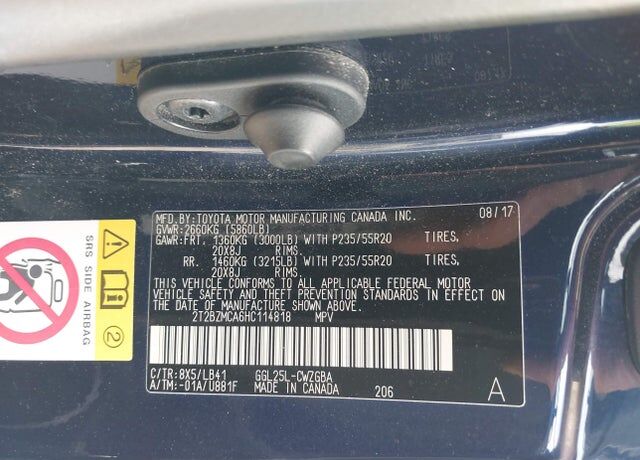 MFD.BY:TOYOTA MOTOR MANUFACTURING CANADA INC. 08/17
GVWR:2660KG (5860LB)
GAWR:FRT. 1360KG (3000LB) WITH P235/55R20 TIRES,
20X8J RIMS.
RR. 1460KG (3215LB) WITH P235/55R20 TIRES,
20X8J RIMS.
THIS VEHICLE CONFORMS TO ALL APPLICABLE FEDERAL MOTOR
VEHICLE SAFETY AND THEFT PREVENTION STANDARDS IN EFFECT ON
THE DATE OF MANUFACTURE SHOWN ABOVE.
2T2BZMCA6HC114818 MPV
C/TR:8X5/LB41 GGL25L-CWZGBA
A/TM:-01A/U881F MADE IN CANADA 206 A
SRS SIDE AIRBAG
2